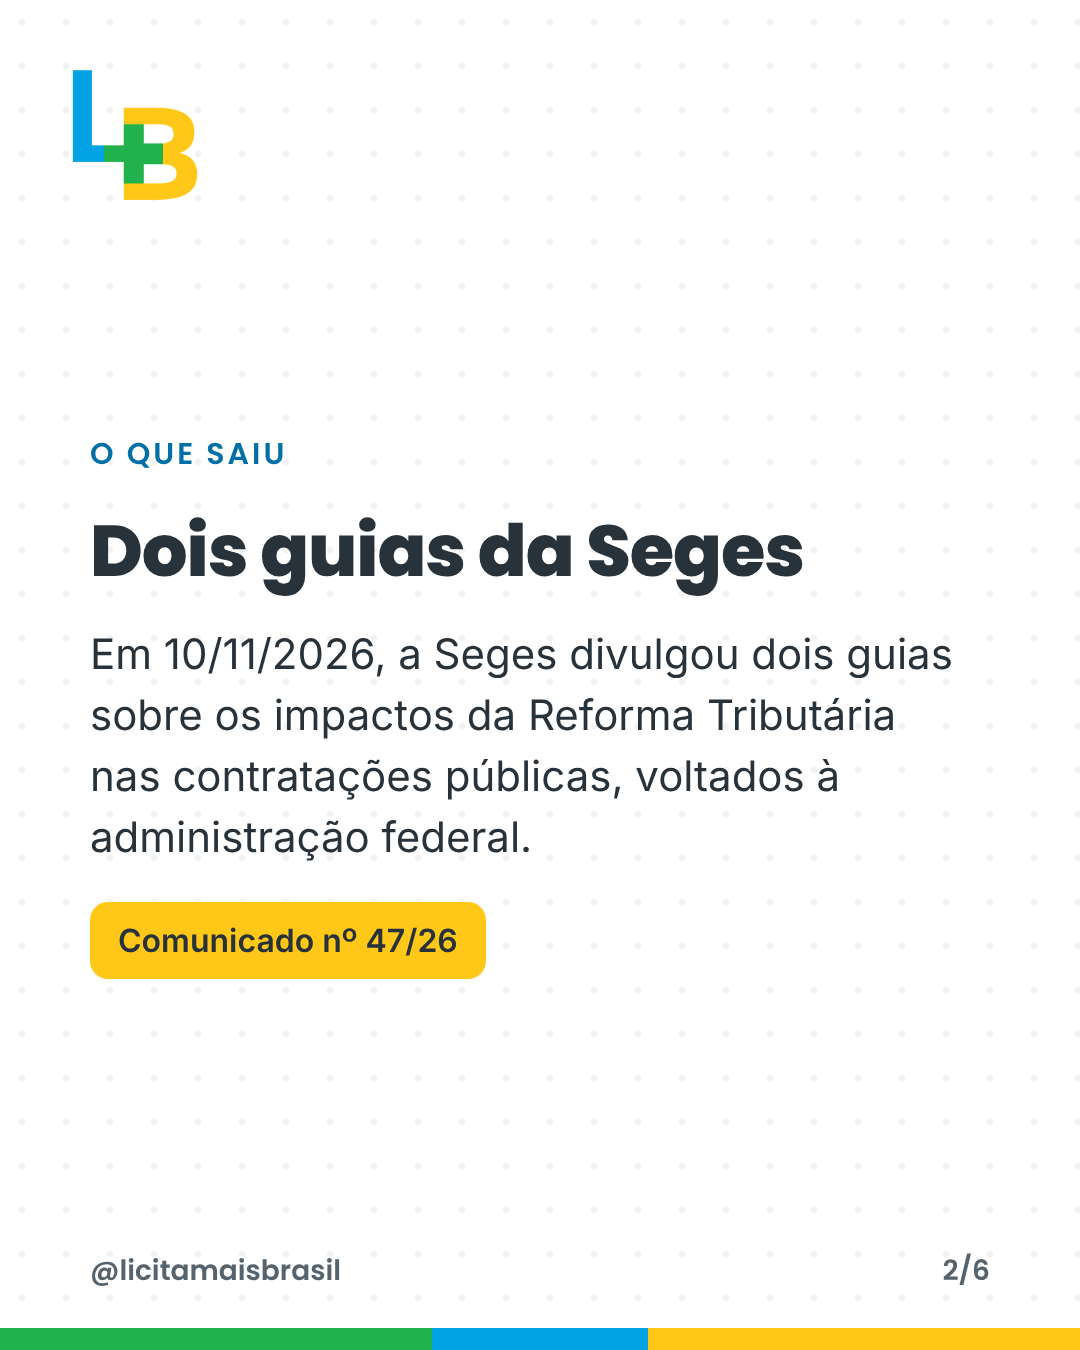 L+B
O QUE SAIU
Dois guias da Seges
Em 10/11/2026, a Seges divulgou dois guias
sobre os impactos da Reforma Tributária
nas contratações públicas, voltados à
administração federal.
Comunicado nº 47/26
@licitamaisbrasil
2/6